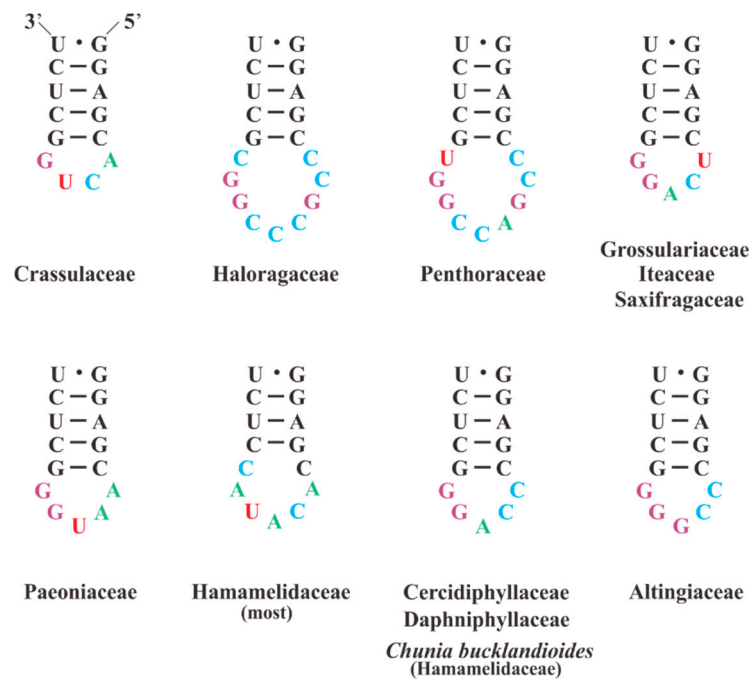 3’ 5’
U · G U · G U · G U · G
C – G C – G C – G C – G
U – A U – A U – A U – A
C – G C – G C – G C – G
G – C G – C G – C G – C
G A C C U C G U
U C G C G C G A C
G G G G
C C C C C A
Crassulaceae Haloragaceae Penthoraceae Grossulariaceae
Iteaceae
Saxifragaceae
U · G U · G U · G U · G
C – G C – G C – G C – G
U – A U – A U – A U – A
C – G C – G C – G C – G
G – C C C G – C G – C
G A A A G C G C
G U A U A C G A C G G C
Paeoniaceae Hamamelidaceae Cercidiphyllaceae Altingiaceae
(most) Daphniphyllaceae
Chunia bucklandioides
(Hamamelidaceae)